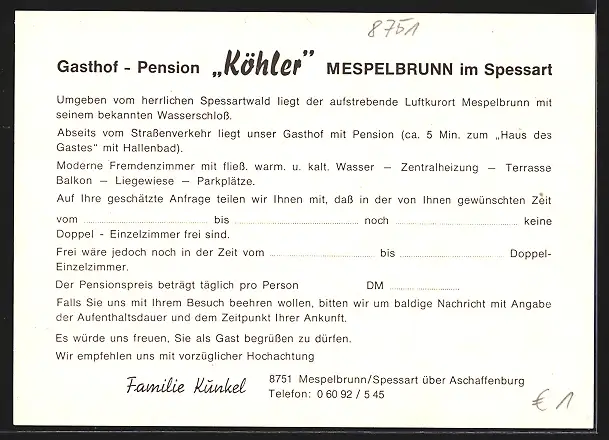 8751
Gasthof - Pension „Köhler” MESPELBRUNN im Spessart
Umgeben vom herrlichen Spessartwald liegt der aufstrebende Luftkurort Mespelbrunn mit
seinem bekannten Wasserschloß.
Abseits vom Straßenverkehr liegt unser Gasthof mit Pension (ca. 5 Min. zum „Haus des
Gastes“ mit Hallenbad).
Moderne Fremdenzimmer mit fließ. warm. u. kalt. Wasser – Zentralheizung – Terrasse
Balkon – Liegewiese – Parkplätze.
Auf Ihre geschätzte Anfrage teilen wir Ihnen mit, daß in der von Ihnen gewünschten Zeit
vom ........ bis ........ noch ........ keine
Doppel - Einzelzimmer frei sind.
Frei wäre jedoch noch in der Zeit vom ........ bis ........ Doppel-
Einzelzimmer.
Der Pensionspreis beträgt täglich pro Person DM ........
Falls Sie uns mit Ihrem Besuch beehren wollen, bitten wir um baldige Nachricht mit Angabe
der Aufenthaltsdauer und dem Zeitpunkt Ihrer Ankunft.
Es würde uns freuen, Sie als Gast begrüßen zu dürfen.
Wir empfehlen uns mit vorzüglicher Hochachtung
Familie Kunkel
8751 Mespelbrunn/Spessart über Aschaffenburg
Telefon: 0 60 92 / 5 45
€ 1